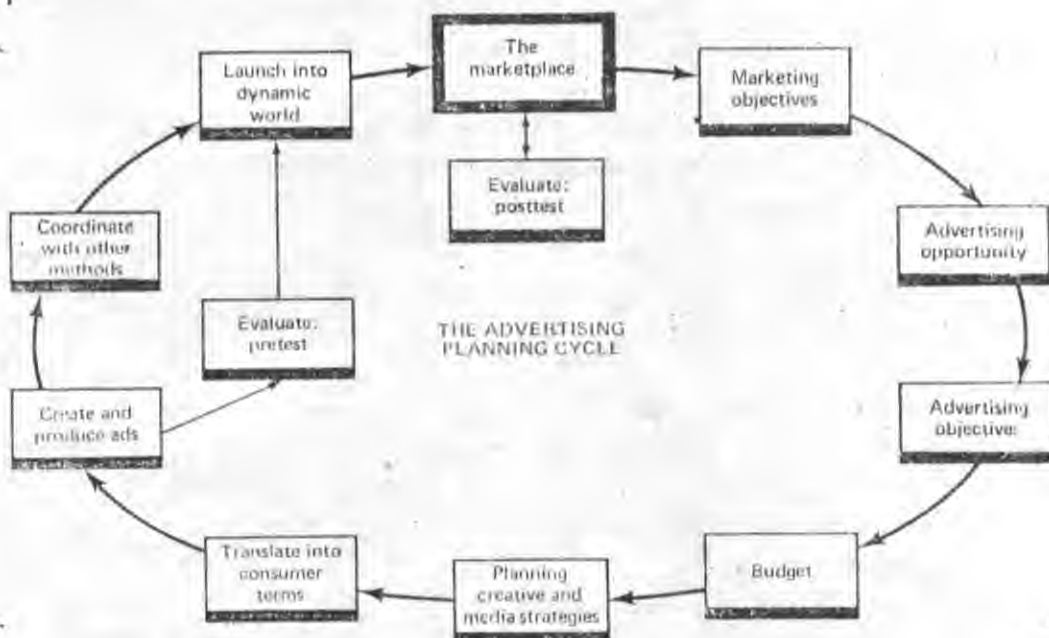 The
marketplace
Marketing
objectives
Advertising
opportunity
Advertising
objective:
Budget
Planning
creative and
media strategies
Translate into
consumer
terms
Create and
produce ads
Coordinate
with other
methods
Launch into
dynamic
world
Evaluate:
pretest
Evaluate:
posttest
THE ADVERTISING
PLANNING CYCLE